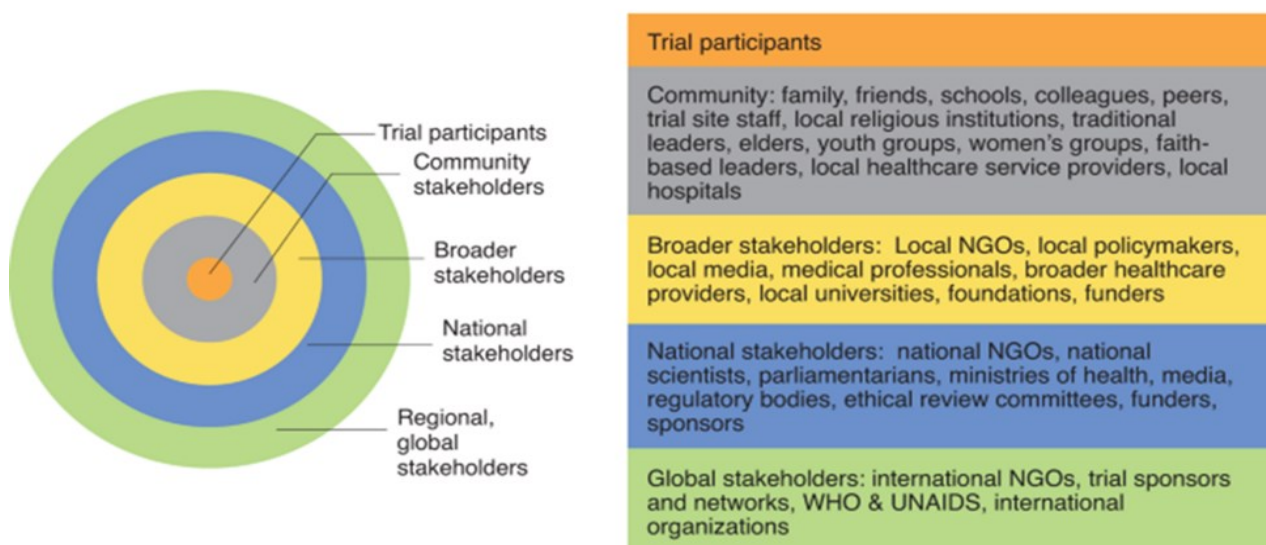 Trial participants
Community
stakeholders
Broader
stakeholders
National
stakeholders
Regional,
global
stakeholders
Trial participants
Community: family, friends, schools, colleagues, peers,
trial site staff, local religious institutions, traditional
leaders, elders, youth groups, women's groups, faith-
based leaders, local healthcare service providers, local
hospitals
Broader stakeholders: Local NGOs, local policymakers,
local media, medical professionals, broader healthcare
providers, local universities, foundations, funders
National stakeholders: national NGOs, national
scientists, parliamentarians, ministries of health, media,
regulatory bodies, ethical review committees, funders,
sponsors
Global stakeholders: international NGOs, trial sponsors
and networks, WHO & UNAIDS, international
organizations